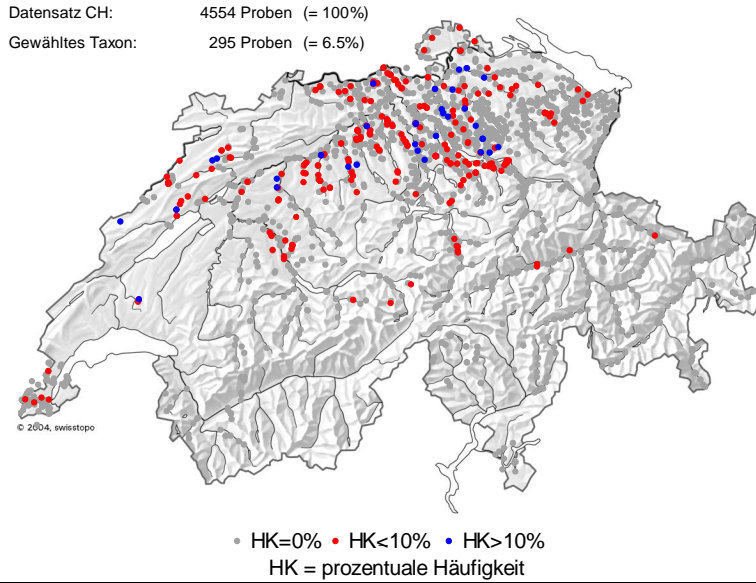 Datensatz CH: 4554 Proben (= 100%)
Gewähltes Taxon: 295 Proben (= 6.5%)
© 2004, swisstopo
HK=0% HK<10% HK>10%
HK = prozentuale Häufigkeit